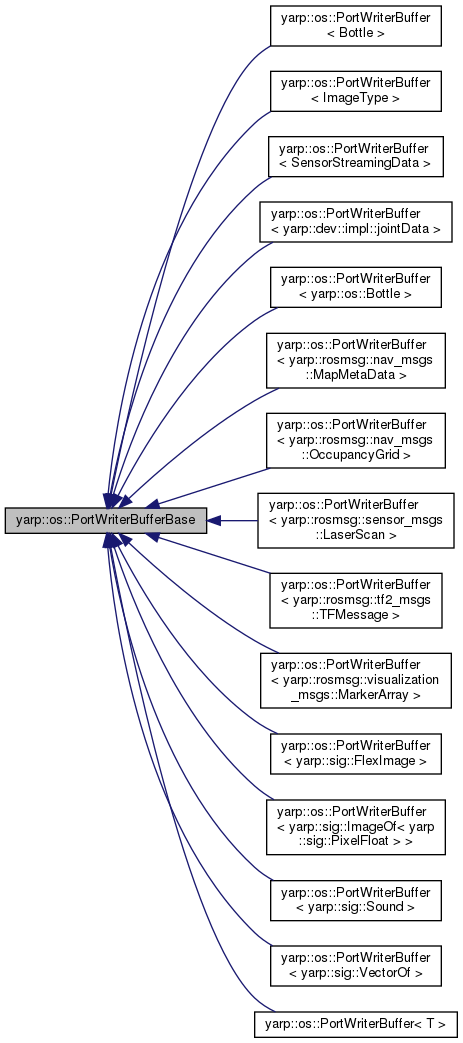 yarp::os::PortWriterBuffer
< Bottle >
yarp::os::PortWriterBuffer
< ImageType >
yarp::os::PortWriterBuffer
< SensorStreamingData >
yarp::os::PortWriterBuffer
< yarp::dev::impl::jointData >
yarp::os::PortWriterBuffer
< yarp::os::Bottle >
yarp::os::PortWriterBuffer
< yarp::rosmsg::nav_msgs
::MapMetaData >
yarp::os::PortWriterBuffer
< yarp::rosmsg::nav_msgs
::OccupancyGrid >
yarp::os::PortWriterBufferBase
yarp::os::PortWriterBuffer
< yarp::rosmsg::sensor_msgs
::LaserScan >
yarp::os::PortWriterBuffer
< yarp::rosmsg::tf2_msgs
::TFMessage >
yarp::os::PortWriterBuffer
< yarp::rosmsg::visualization
_msgs::MarkerArray >
yarp::os::PortWriterBuffer
< yarp::sig::FlexImage >
yarp::os::PortWriterBuffer
< yarp::sig::ImageOf< yarp
::sig::PixelFloat > >
yarp::os::PortWriterBuffer
< yarp::sig::Sound >
yarp::os::PortWriterBuffer
< yarp::sig::VectorOf >
yarp::os::PortWriterBuffer< T >